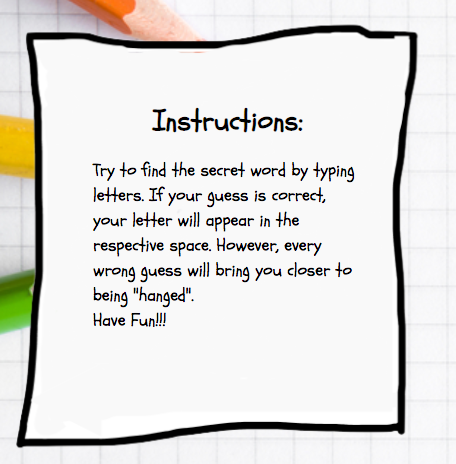 Instructions:
Try to find the secret word by typing
letters. If your guess is correct,
your letter will appear in the
respective space. However, every
wrong guess will bring you closer to
being "hanged".
Have Fun!!!